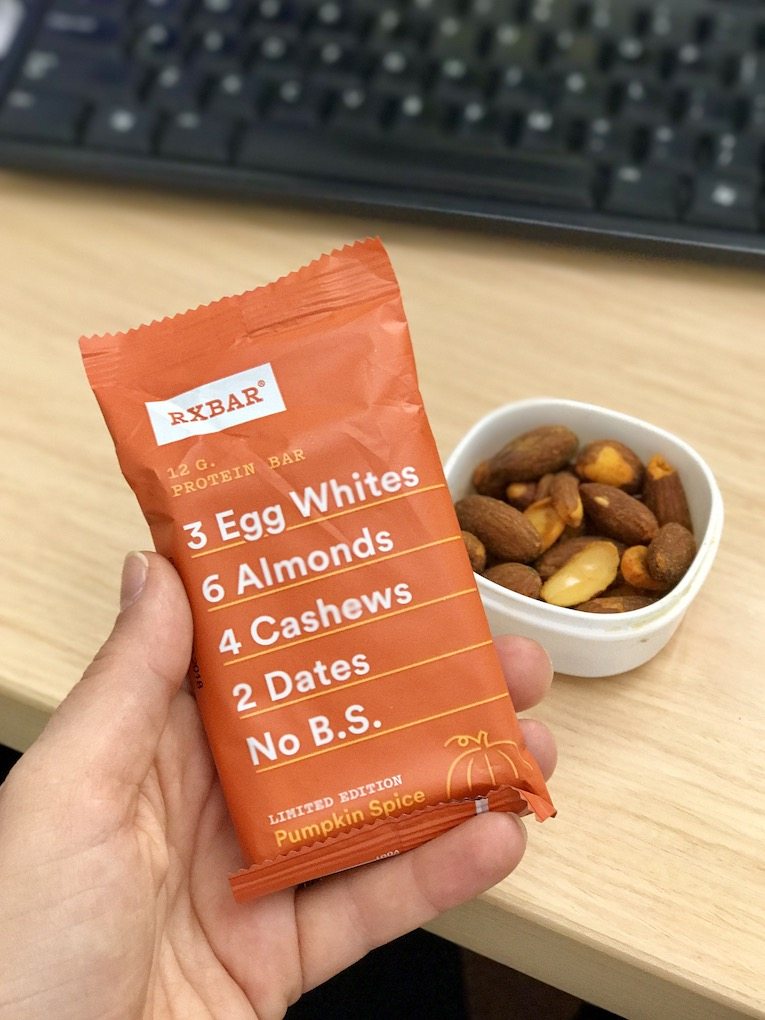 RXBAR®
12 G.
PROTEIN BAR
3 Egg Whites
6 Almonds
4 Cashews
2 Dates
No B.S.
LIMITED EDITION
Pumpkin Spice